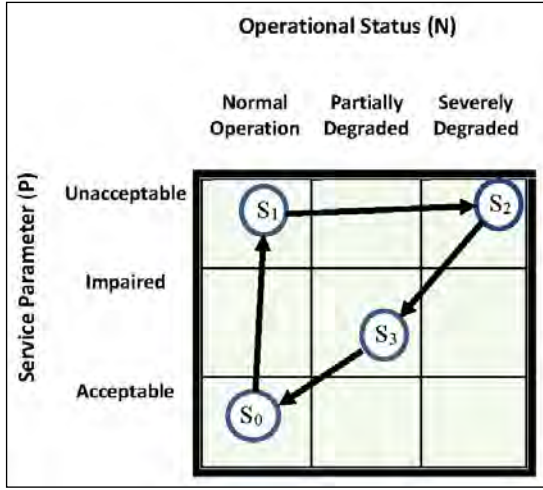 Operational Status (N)
Normal Operation
Partially Degraded
Severely Degraded
Service Parameter (P)
Unacceptable
Impaired
Acceptable
S₁
S₂
S₃
S₀